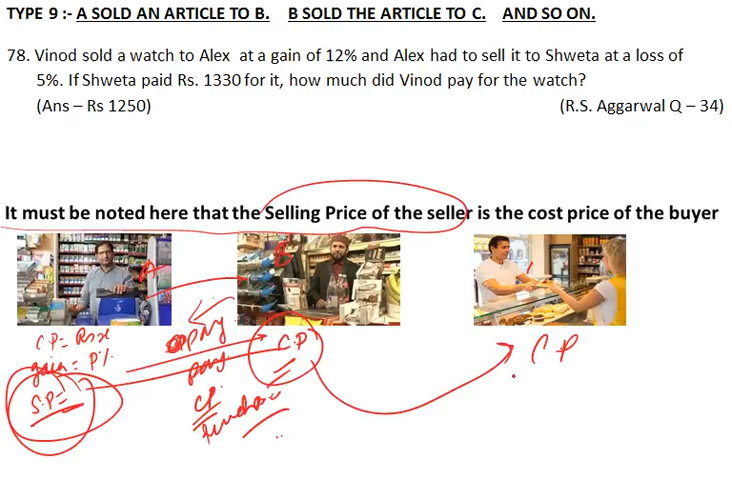 TYPE 9 :- A SOLD AN ARTICLE TO B. B SOLD THE ARTICLE TO C. AND SO ON.
78. Vinod sold a watch to Alex at a gain of 12% and Alex had to sell it to Shweta at a loss of
5%. If Shweta paid Rs. 1330 for it, how much did Vinod pay for the watch?
(Ans – Rs 1250) (R.S. Aggarwal Q – 34)
It must be noted here that the Selling Price of the seller is the cost price of the buyer
A B
C.P = Rs x
gain = P%
S.P =
pay
C.P
C P